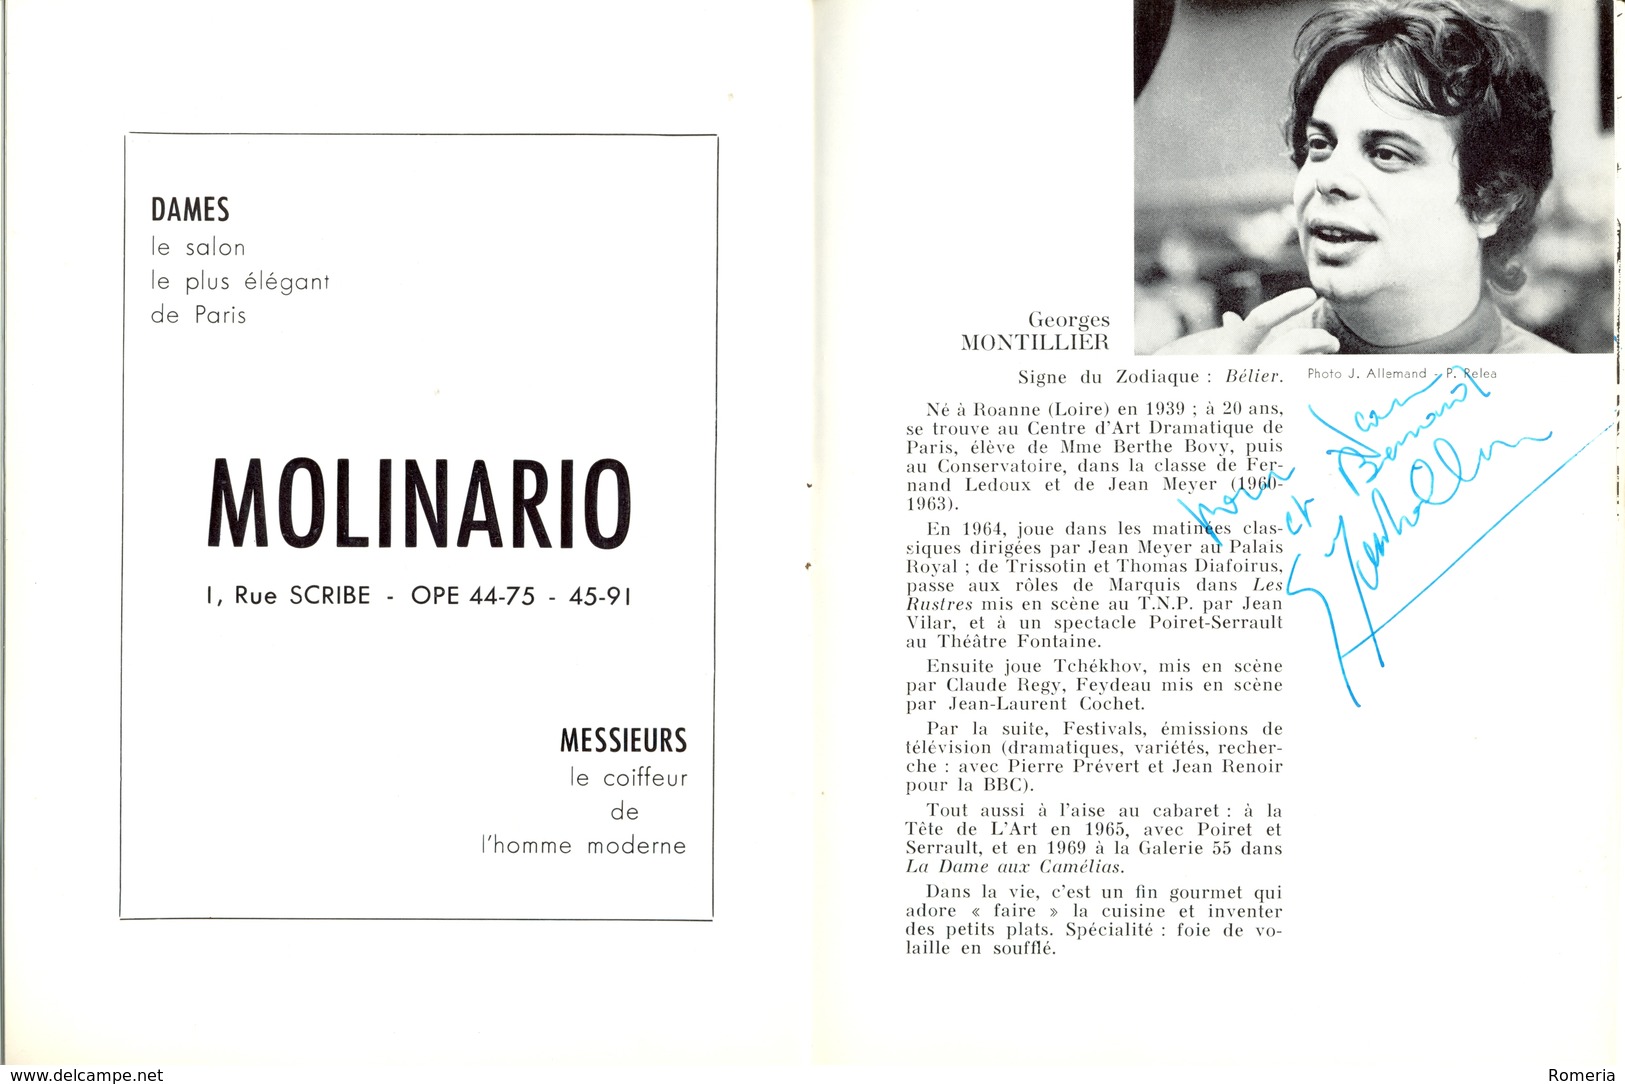 DAMES
le salon
le plus élégant
de Paris
MOLINARIO
1, Rue SCRIBE - OPE 44-75 - 45-91
MESSIEURS
le coiffeur
de
l'homme moderne
Georges
MONTILLIER
Signe du Zodiaque : Bélier.
Photo J. Allemand - P. Relea
Né à Roanne (Loire) en 1939 ; à 20 ans,
se trouve au Centre d'Art Dramatique de
Paris, élève de Mme Berthe Bovy, puis
au Conservatoire, dans la classe de Fer-
nand Ledoux et de Jean Meyer (1960-
1963).
En 1964, joue dans les matinées clas-
siques dirigées par Jean Meyer au Palais
Royal ; de Trissotin et Thomas Diafoirus,
passe aux rôles de Marquis dans Les
Rustres mis en scène au T.N.P. par Jean
Vilar, et à un spectacle Poiret-Serrault
au Théâtre Fontaine.
Ensuite joue Tchékhov, mis en scène
par Claude Regy, Feydeau mis en scène
par Jean-Laurent Cochet.
Par la suite, Festivals, émissions de
télévision (dramatiques, variétés, recher-
che : avec Pierre Prévert et Jean Renoir
pour la BBC).
Tout aussi à l'aise au cabaret : à la
Tête de L'Art en 1965, avec Poiret et
Serrault, et en 1969 à la Galerie 55 dans
La Dame aux Camélias.
Dans la vie, c'est un fin gourmet qui
adore « faire » la cuisine et inventer
des petits plats. Spécialité : foie de vo-
laille en soufflé.
pour Jean
et Bernard
www.delcampe.net
Romeria